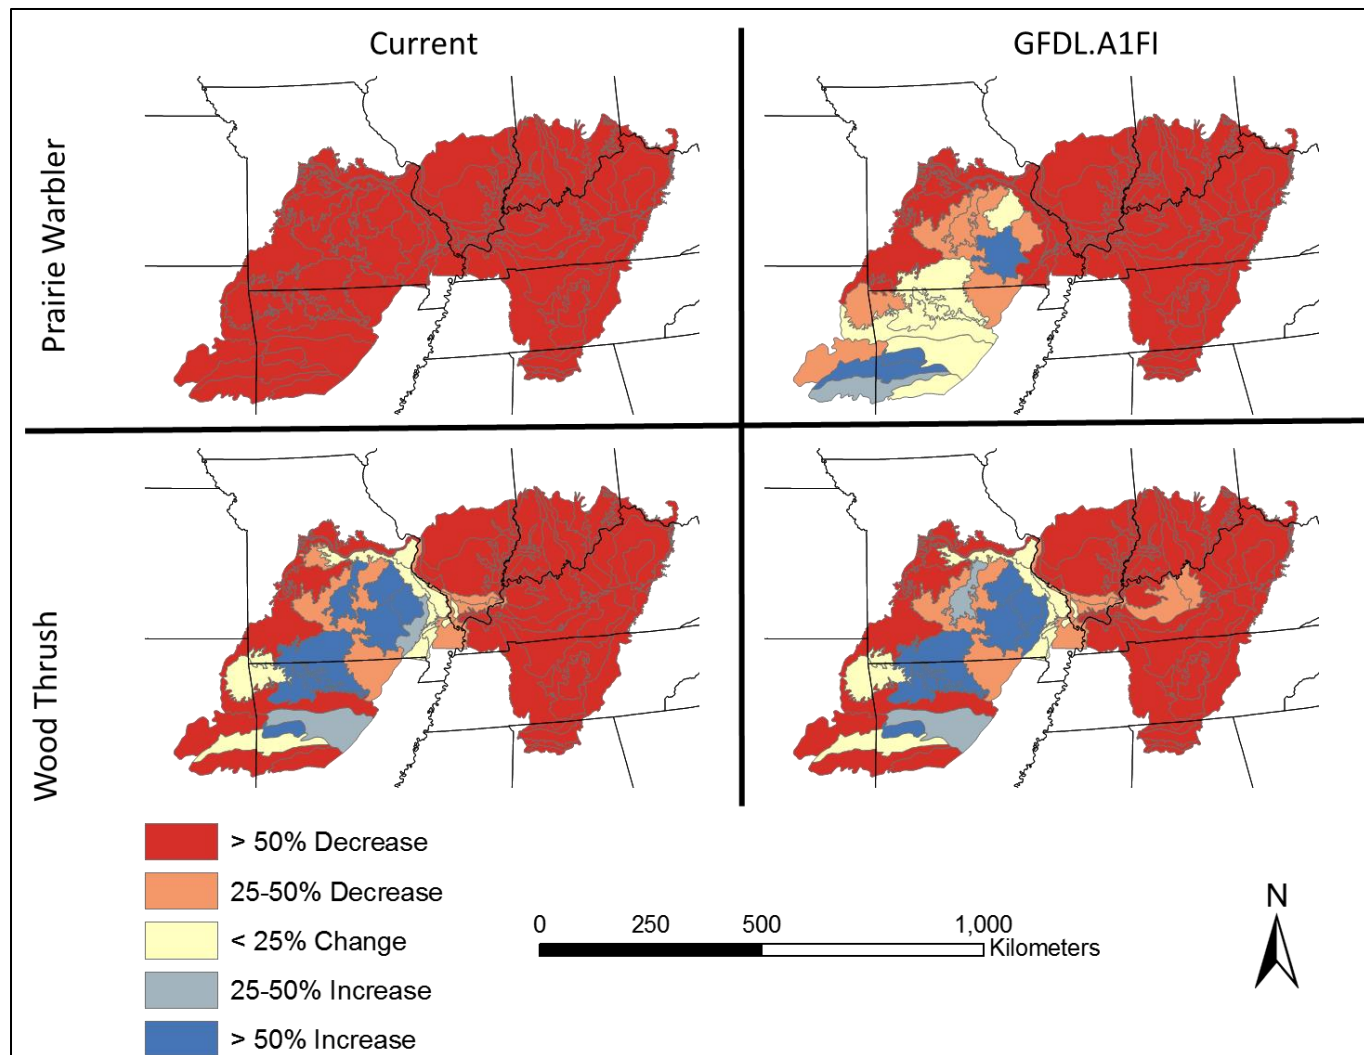 Current
GFDL.A1FI
Prairie Warbler
Wood Thrush
> 50% Decrease
25-50% Decrease
< 25% Change
25-50% Increase
> 50% Increase
0 250 500 1,000
Kilometers
N